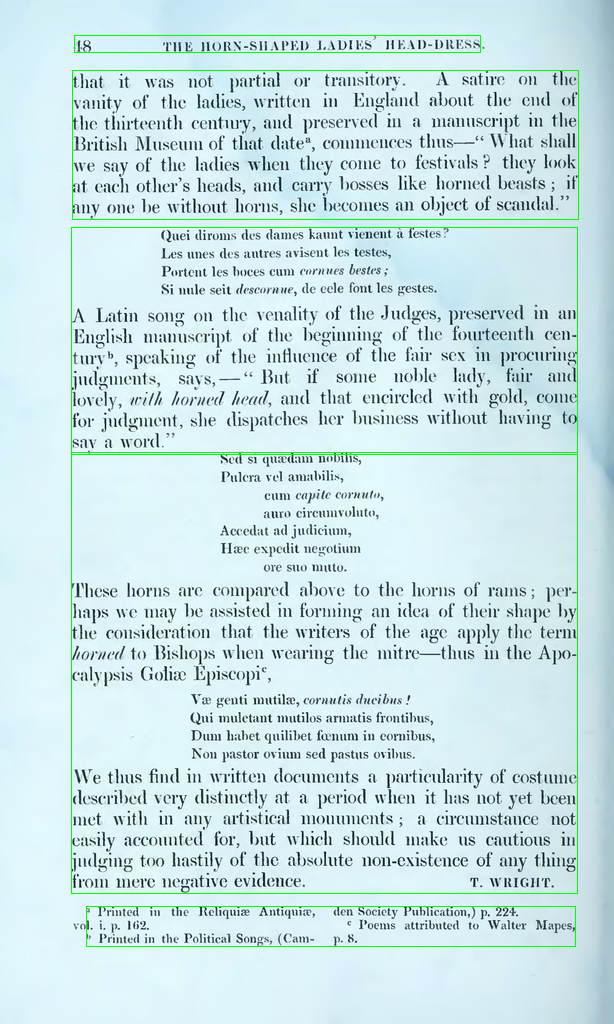 48 THE HORN-SHAPED LADIES' HEAD-DRESS.
that it was not partial or transitory. A satire on the
vanity of the ladies, written in England about the end of
the thirteenth century, and preserved in a manuscript in the
British Museum of that dateª, commences thus—“ What shall
we say of the ladies when they come to festivals ? they look
at each other's heads, and carry bosses like horned beasts ; if
any one be without horns, she becomes an object of scandal.”
Quei diroms des dames kaunt vienent à festes ?
Les unes des autres avisent les testes,
Portent les boces cum cornues bestes ;
Si nule seit descornue, de cele font les gestes.
A Latin song on the venality of the Judges, preserved in an
English manuscript of the beginning of the fourteenth cen-
turyᵇ, speaking of the influence of the fair sex in procuring
judgments, says,—“ But if some noble lady, fair and
lovely, with horned head, and that encircled with gold, come
for judgment, she dispatches her business without having to
say a word.”
Sed si quædam nobilis,
Pulcra vel amabilis,
cum capite cornuto,
auro circumvoluto,
Accedat ad judicium,
Hæc expedit negotium
ore suo muto.
These horns are compared above to the horns of rams ; per-
haps we may be assisted in forming an idea of their shape by
the consideration that the writers of the age apply the term
horned to Bishops when wearing the mitre—thus in the Apo-
calypsis Goliæ Episcopiᶜ,
Væ genti mutilæ, cornutis ducibus !
Qui mulctant mutilos armatis frontibus,
Dum habet quilibet fœnum in cornibus,
Non pastor ovium sed pastus ovibus.
We thus find in written documents a particularity of costume
described very distinctly at a period when it has not yet been
met with in any artistical monuments ; a circumstance not
easily accounted for, but which should make us cautious in
judging too hastily of the absolute non-existence of any thing
from mere negative evidence. T. WRIGHT.
ª Printed in the Reliquiæ Antiquiæ,
vol. i. p. 162.
ᵇ Printed in the Political Songs, (Cam-
den Society Publication,) p. 224.
ᶜ Poems attributed to Walter Mapes,
p. 8.